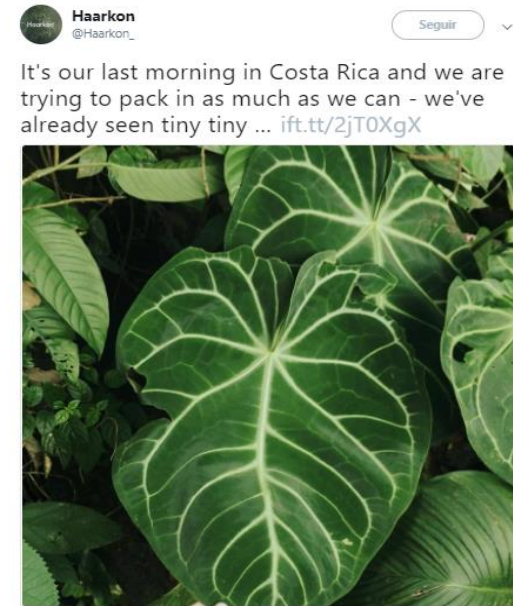 Haarkon
@Haarkon_
Seguir
It's our last morning in Costa Rica and we are
trying to pack in as much as we can - we've
already seen tiny tiny ... ift.tt/2jT0XgX